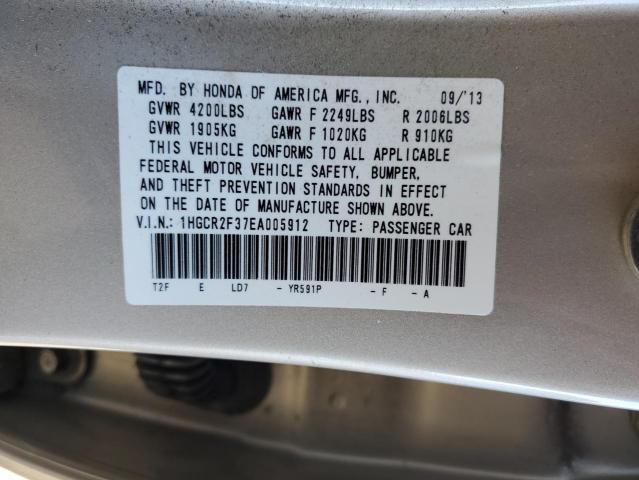 MFD. BY HONDA OF AMERICA MFG., INC. 09/'13
GVWR 4200LBS GAWR F 2249LBS R 2006LBS
GVWR 1905KG GAWR F 1020KG R 910KG
THIS VEHICLE CONFORMS TO ALL APPLICABLE
FEDERAL MOTOR VEHICLE SAFETY, BUMPER,
AND THEFT PREVENTION STANDARDS IN EFFECT
ON THE DATE OF MANUFACTURE SHOWN ABOVE.
V.I.N.: 1HGCR2F37EA005912 TYPE: PASSENGER CAR
T2F E LD7 - YR591P - F - A